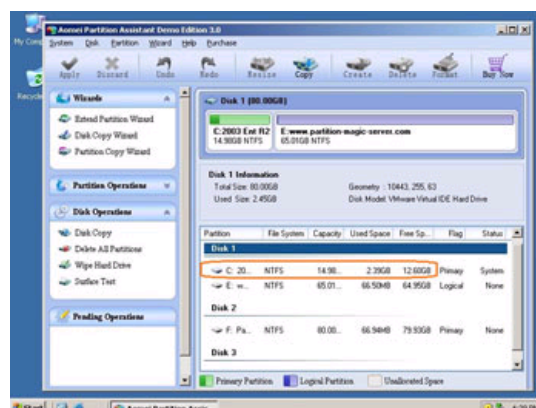 Aomei Partition Assistant Demo Edition 3.0
My Comp
System Disk Partition Wizard Help Purchase
Apply Discard Undo Redo Resize Copy Create Delete Format Buy Now
Recycle
Wizards
Extend Partition Wizard
Disk Copy Wizard
Partition Copy Wizard
Partition Operations
Disk Operations
Disk Copy
Delete All Partitions
Wipe Hard Drive
Surface Test
Pending Operations
Disk 1 (80.00GB)
C:2003 Ent R2
14.98GB NTFS
E:www.partition-magic-server.com
65.01GB NTFS
Disk 1 Information
Total Size: 80.00GB Geometry : 10443, 255, 63
Used Size: 2.45GB Disk Model: VMware Virtual IDE Hard Drive
Partition File System Capacity Used Space Free Sp... Flag Status
Disk 1
C: 20... NTFS 14.98... 2.39GB 12.60GB Primary System
E: w... NTFS 65.01... 66.50MB 64.95GB Logical None
Disk 2
F: Pa... NTFS 80.00... 66.94MB 79.93GB Primary None
Disk 3
Primary Partition Logical Partition Unallocated Space
Start